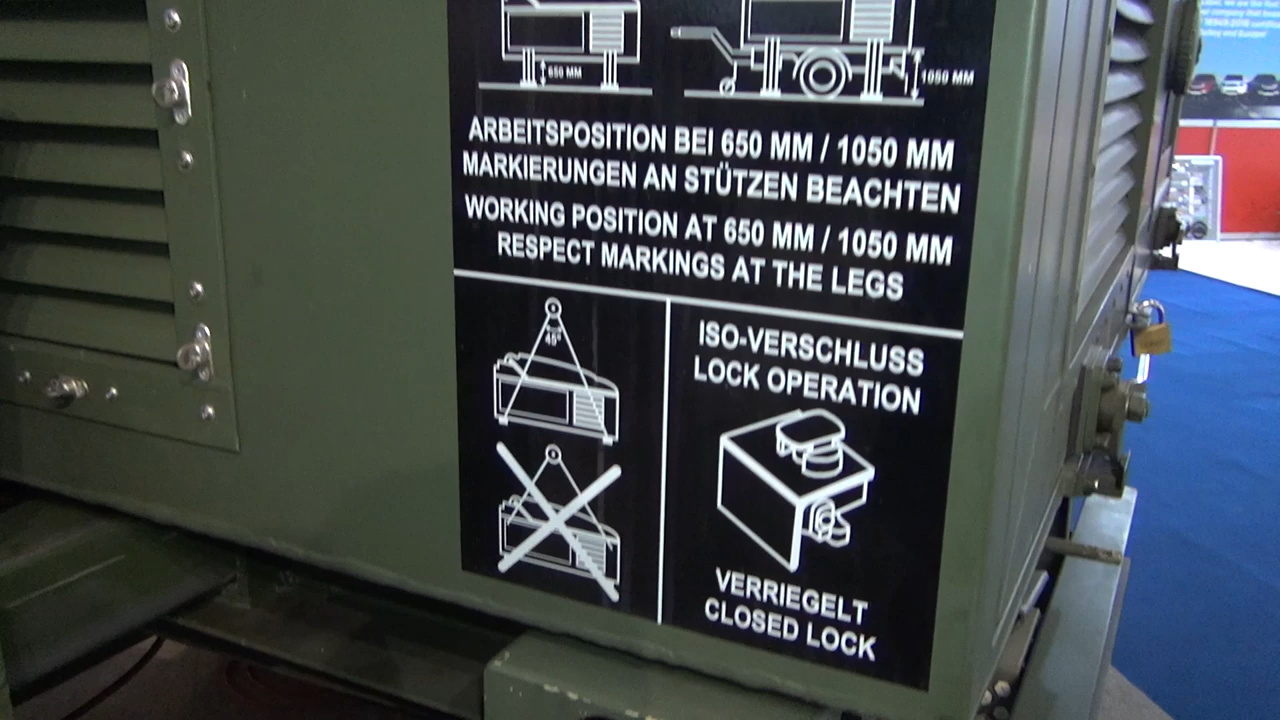 650 MM
1050 MM
ARBEITSPOSITION BEI 650 MM / 1050 MM
MARKIERUNGEN AN STÜTZEN BEACHTEN
WORKING POSITION AT 650 MM / 1050 MM
RESPECT MARKINGS AT THE LEGS
45°
ISO-VERSCHLUSS
LOCK OPERATION
VERRIEGELT
CLOSED LOCK